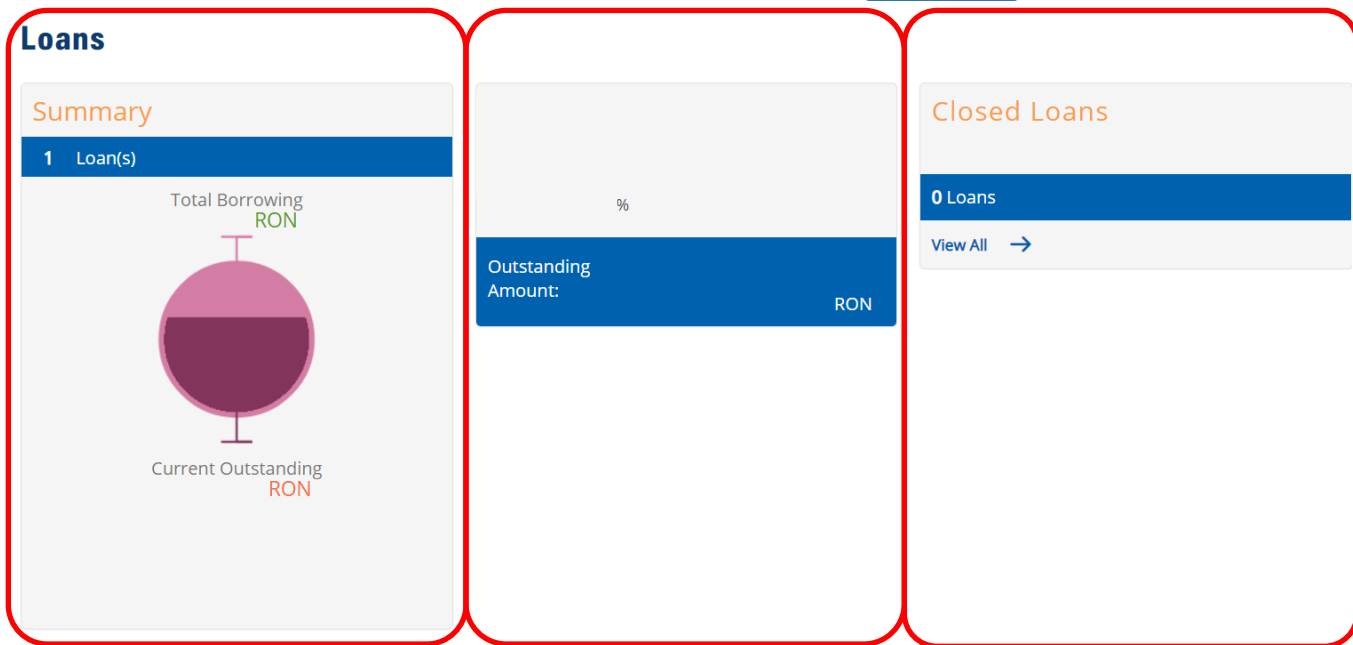 Loans
Summary
1 Loan(s)
Total Borrowing
RON
Current Outstanding
RON
%
Outstanding
Amount:
RON
Closed Loans
0 Loans
View All →